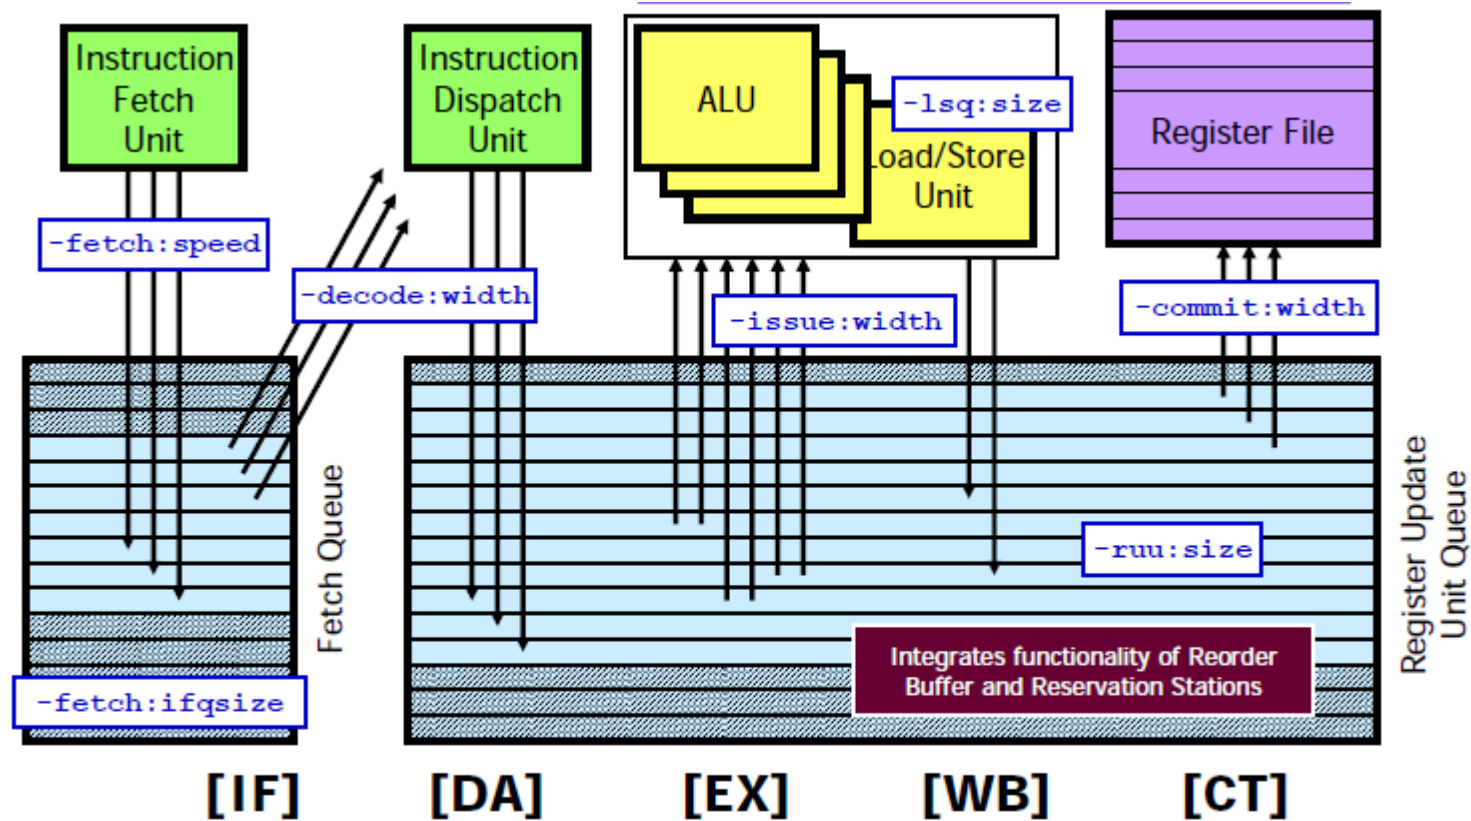 Instruction
Fetch
Unit
Instruction
Dispatch
Unit
ALU
-lsq:size
Load/Store
Unit
Register File
-fetch:speed
-decode:width
-issue:width
-commit:width
Fetch Queue
-ruu:size
Register Update
Unit Queue
Integrates functionality of Reorder
Buffer and Reservation Stations
-fetch:ifqsize
[IF]
[DA]
[EX]
[WB]
[CT]